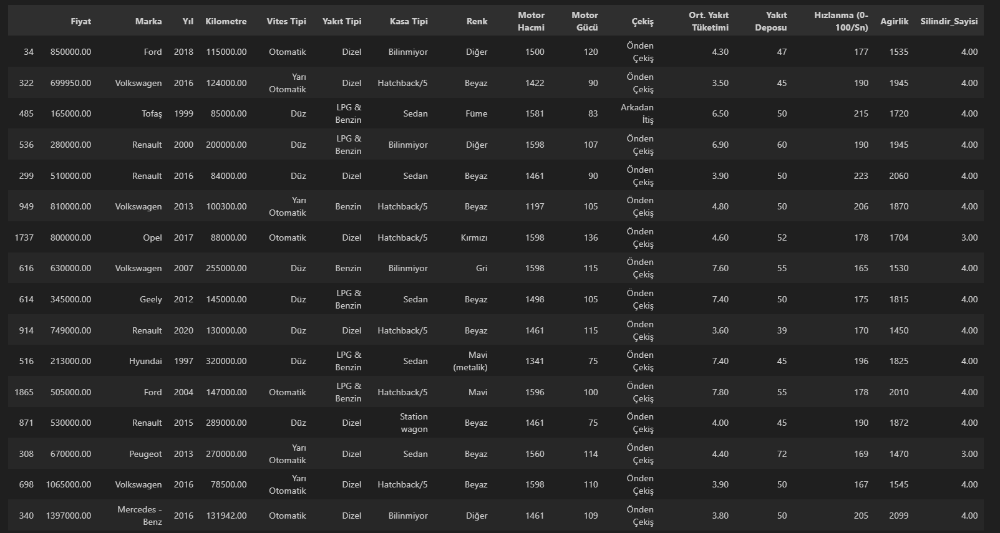 Fiyat Marka Yıl Kilometre Vites Tipi Yakıt Tipi Kasa Tipi Renk Motor Hacmi Motor Gücü Çekiş Ort. Yakıt Tüketimi Yakıt Deposu Hızlanma (0-100/Sn) Agirlik Silindir_Sayisi
34 850000.00 Ford 2018 115000.00 Otomatik Dizel Bilinmiyor Diğer 1500 120 Önden Çekiş 4.30 47 177 1535 4.00
322 699950.00 Volkswagen 2016 124000.00 Yarı Otomatik Dizel Hatchback/5 Beyaz 1422 90 Önden Çekiş 3.50 45 190 1945 4.00
485 165000.00 Tofaş 1999 85000.00 Düz LPG & Benzin Sedan Füme 1581 83 Arkadan İtiş 6.50 50 215 1720 4.00
536 280000.00 Renault 2000 200000.00 Düz LPG & Benzin Bilinmiyor Diğer 1598 107 Önden Çekiş 6.90 60 190 1945 4.00
299 510000.00 Renault 2016 84000.00 Düz Dizel Sedan Beyaz 1461 90 Önden Çekiş 3.90 50 223 2060 4.00
949 810000.00 Volkswagen 2013 100300.00 Yarı Otomatik Benzin Hatchback/5 Beyaz 1197 105 Önden Çekiş 4.80 50 206 1870 4.00
1737 800000.00 Opel 2017 88000.00 Otomatik Dizel Hatchback/5 Kırmızı 1598 136 Önden Çekiş 4.60 52 178 1704 3.00
616 630000.00 Volkswagen 2007 255000.00 Düz Benzin Bilinmiyor Gri 1598 115 Önden Çekiş 7.60 55 165 1530 4.00
614 345000.00 Geely 2012 145000.00 Düz LPG & Benzin Sedan Beyaz 1498 105 Önden Çekiş 7.40 50 175 1815 4.00
914 749000.00 Renault 2020 130000.00 Düz Dizel Hatchback/5 Beyaz 1461 115 Önden Çekiş 3.60 39 170 1450 4.00
516 213000.00 Hyundai 1997 320000.00 Düz LPG & Benzin Sedan Mavi (metalik) 1341 75 Önden Çekiş 7.40 45 196 1825 4.00
1865 505000.00 Ford 2004 147000.00 Otomatik LPG & Benzin Hatchback/5 Mavi 1596 100 Önden Çekiş 7.80 55 178 2010 4.00
871 530000.00 Renault 2015 289000.00 Düz Dizel Station wagon Beyaz 1461 75 Önden Çekiş 4.00 45 190 1872 4.00
308 670000.00 Peugeot 2013 270000.00 Yarı Otomatik Dizel Sedan Beyaz 1560 114 Önden Çekiş 4.40 72 169 1470 3.00
698 1065000.00 Volkswagen 2016 78500.00 Yarı Otomatik Dizel Hatchback/5 Beyaz 1598 110 Önden Çekiş 3.90 50 167 1545 4.00
340 1397000.00 Mercedes - Benz 2016 131942.00 Otomatik Dizel Bilinmiyor Diğer 1461 109 Önden Çekiş 3.80 50 205 2099 4.00